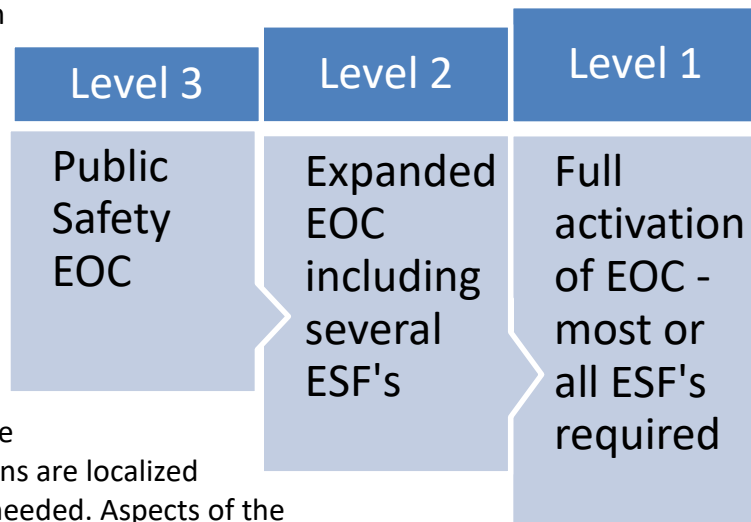 Level 3
Public
Safety
EOC
Level 2
Expanded
EOC
including
several
ESF's
Level 1
Full
activation
of EOC -
most or
all ESF's
required
are localized
needed. Aspects of the